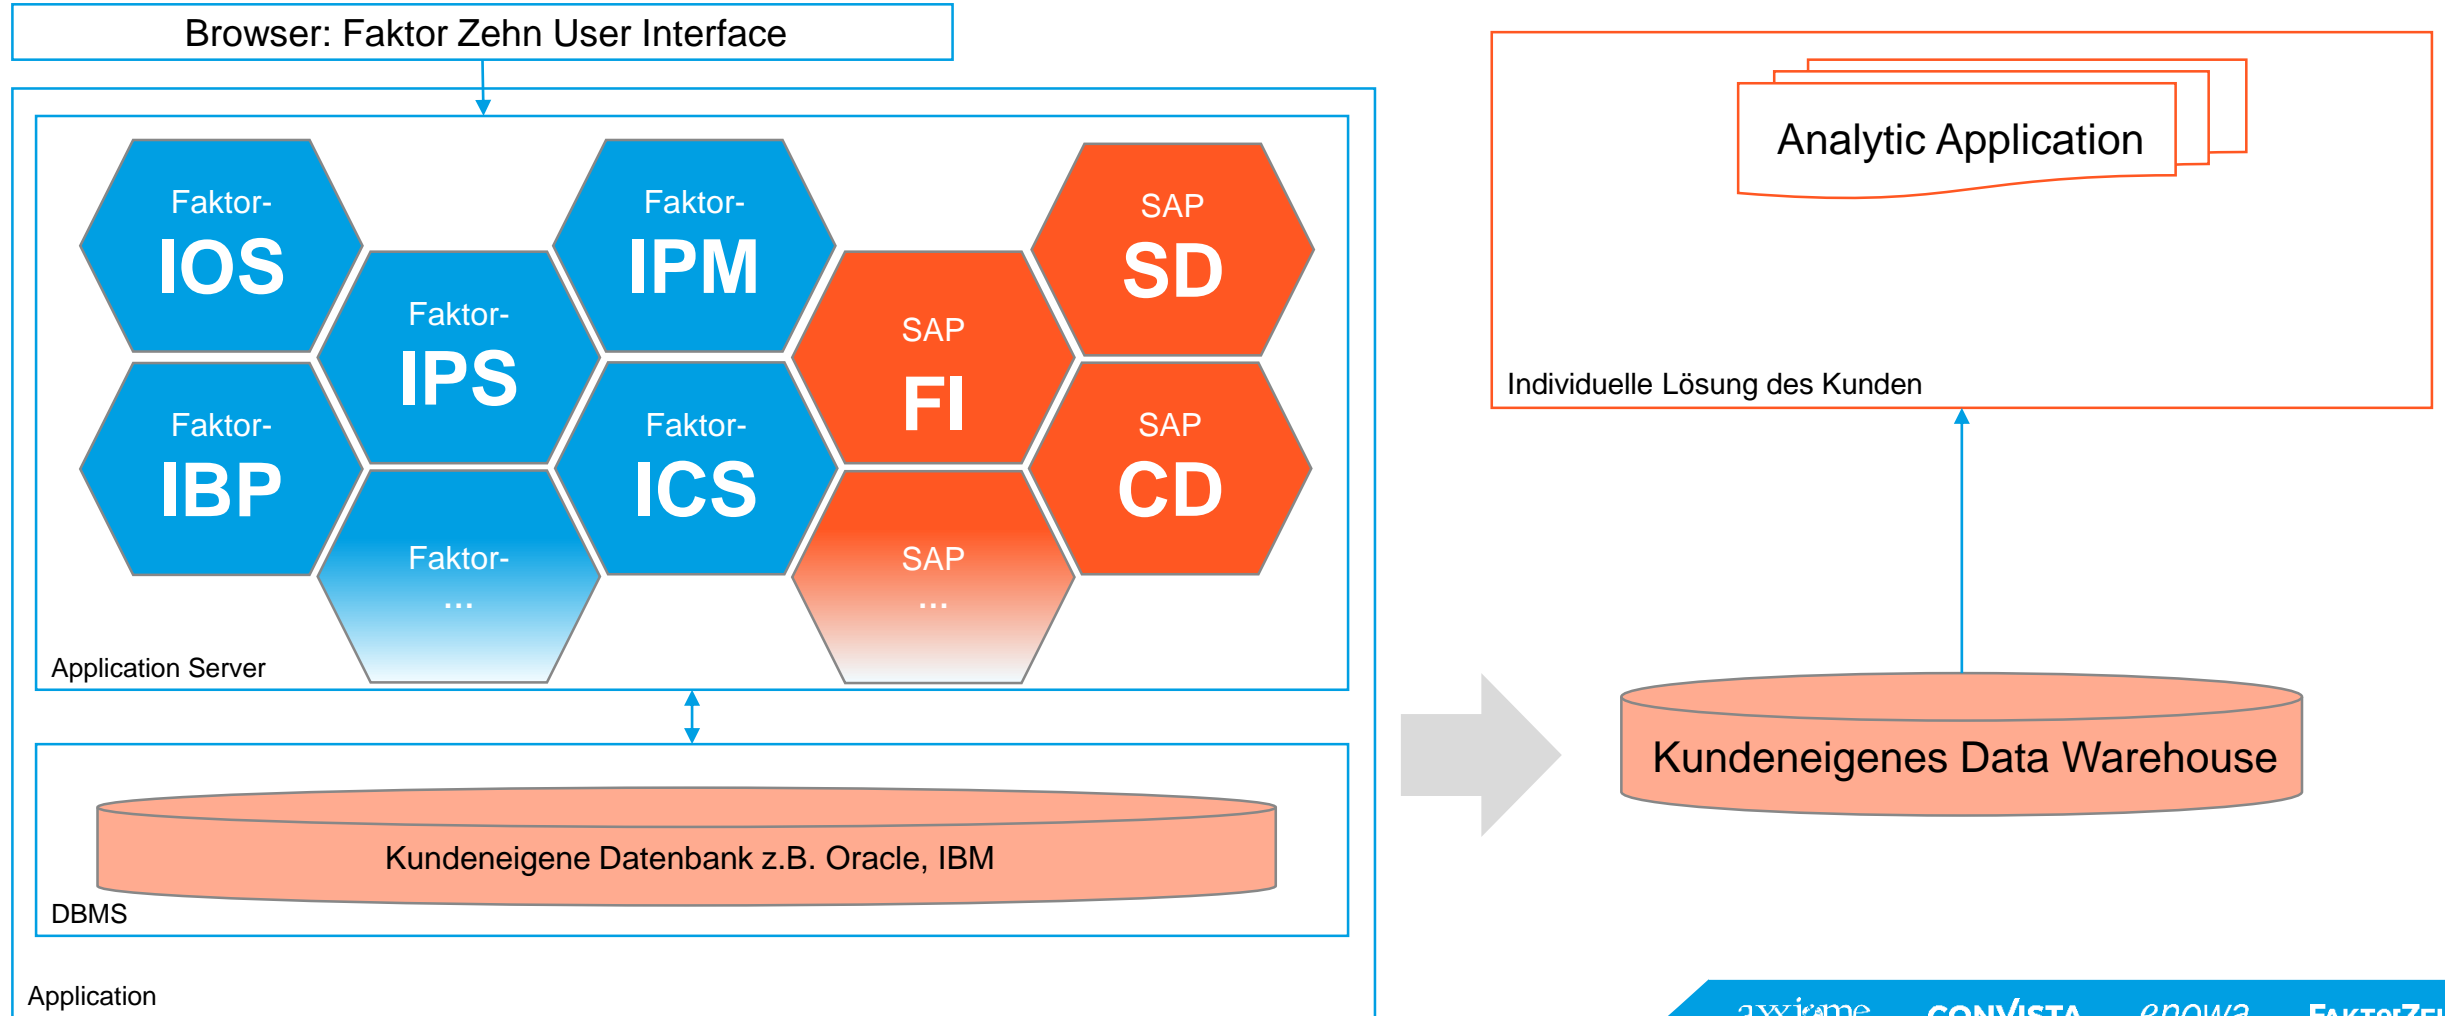 Browser: Faktor Zehn User Interface
Faktor-
IOS
Faktor-
IPM
SAP
SD
Faktor-
IPS
SAP
FI
Faktor-
IBP
Faktor-
ICS
SAP
CD
Faktor-
...
SAP
...
Application Server
Kundeneigene Datenbank z.B. Oracle, IBM
DBMS
Application
Analytic Application
Individuelle Lösung des Kunden
Kundeneigenes Data Warehouse
axxiome CONVISTA enowa